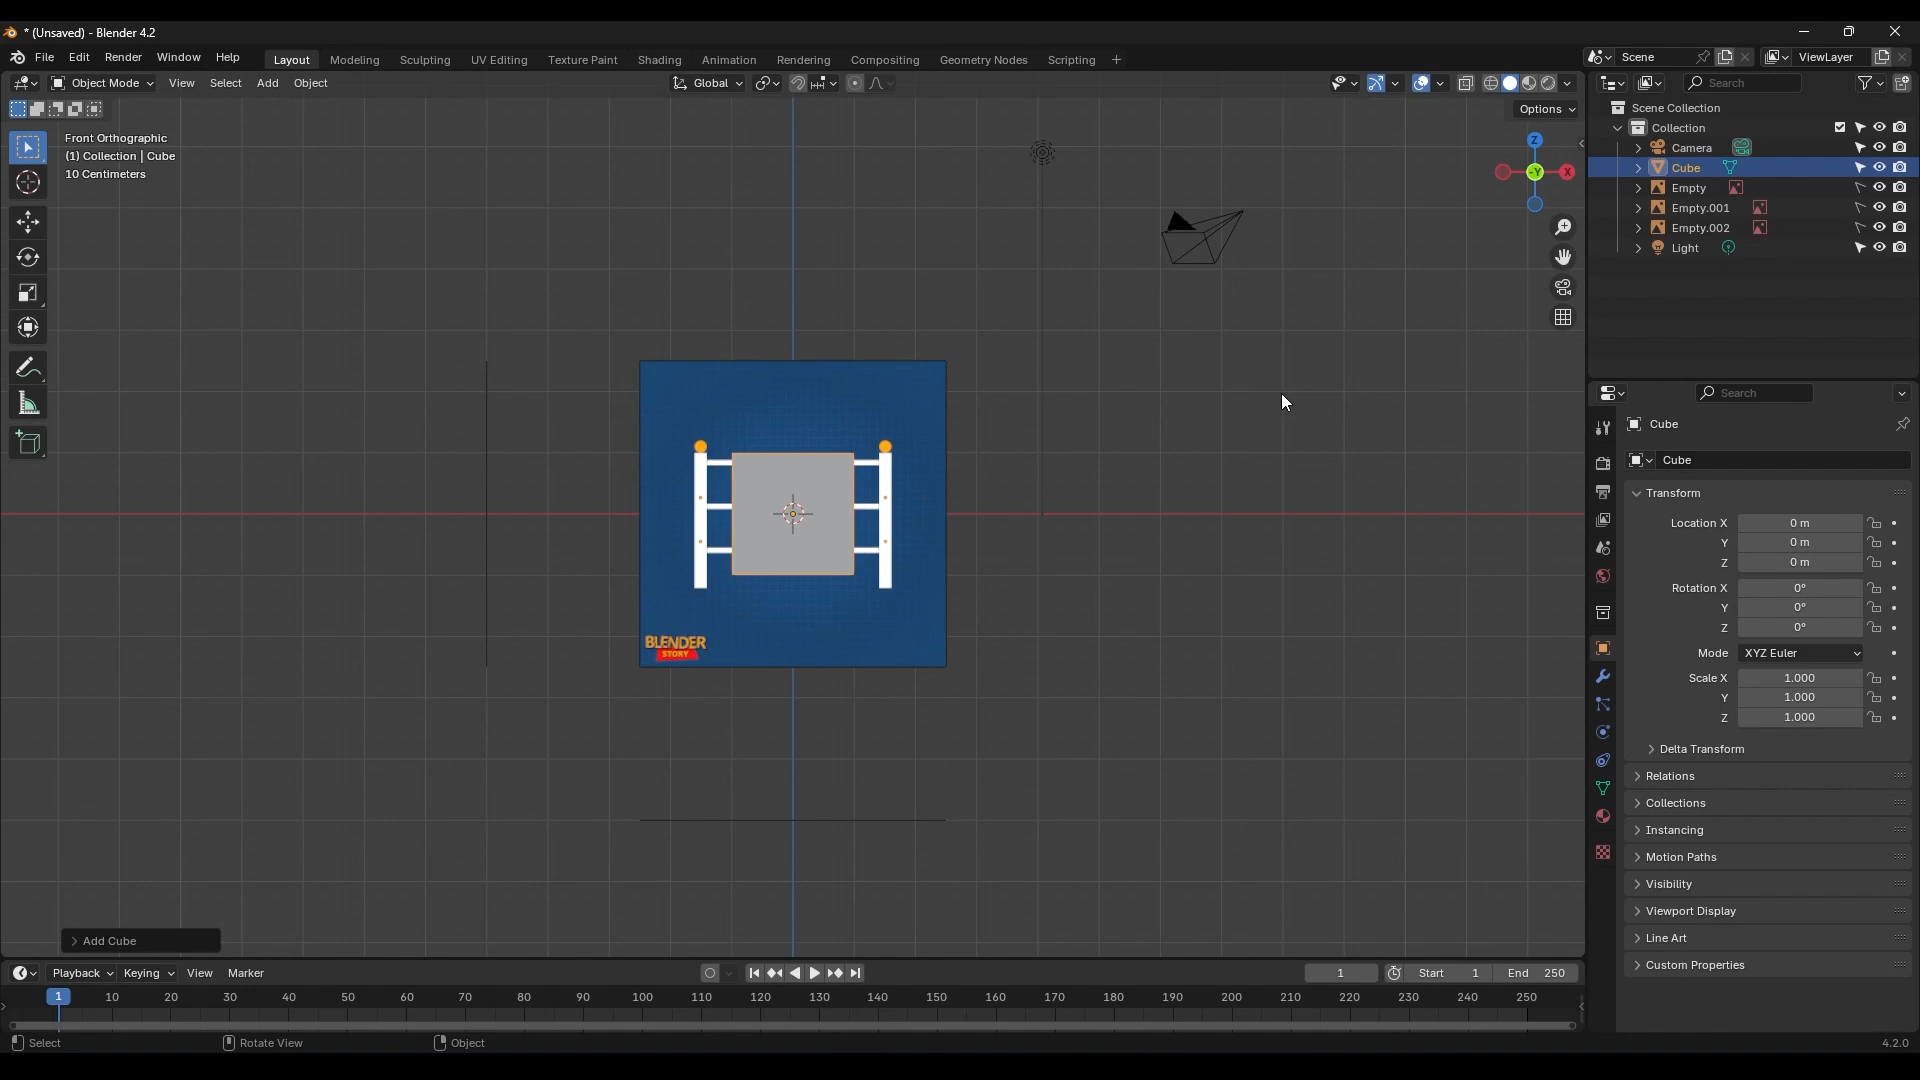 * (Unsaved) - Blender 4.2
File Edit Render Window Help
Layout Modeling Sculpting UV Editing Texture Paint Shading Animation Rendering Compositing Geometry Nodes Scripting +
Scene ViewLayer
Object Mode View Select Add Object
Global
Search
Options
Front Orthographic
(1) Collection | Cube
10 Centimeters
Z
-Y
X
Scene Collection
Collection
Camera
Cube
Empty
Empty.001
Empty.002
Light
Search
Cube
Cube
Transform
Location X 0 m
Y 0 m
Z 0 m
Rotation X 0°
Y 0°
Z 0°
Mode XYZ Euler
Scale X 1.000
Y 1.000
Z 1.000
Delta Transform
Relations
Collections
Instancing
Motion Paths
Visibility
Viewport Display
Line Art
Custom Properties
BLENDER
STORY
Add Cube
Playback Keying View Marker
1 Start 1 End 250
1 10 20 30 40 50 60 70 80 90 100 110 120 130 140 150 160 170 180 190 200 210 220 230 240 250
Select Rotate View Object
4.2.0